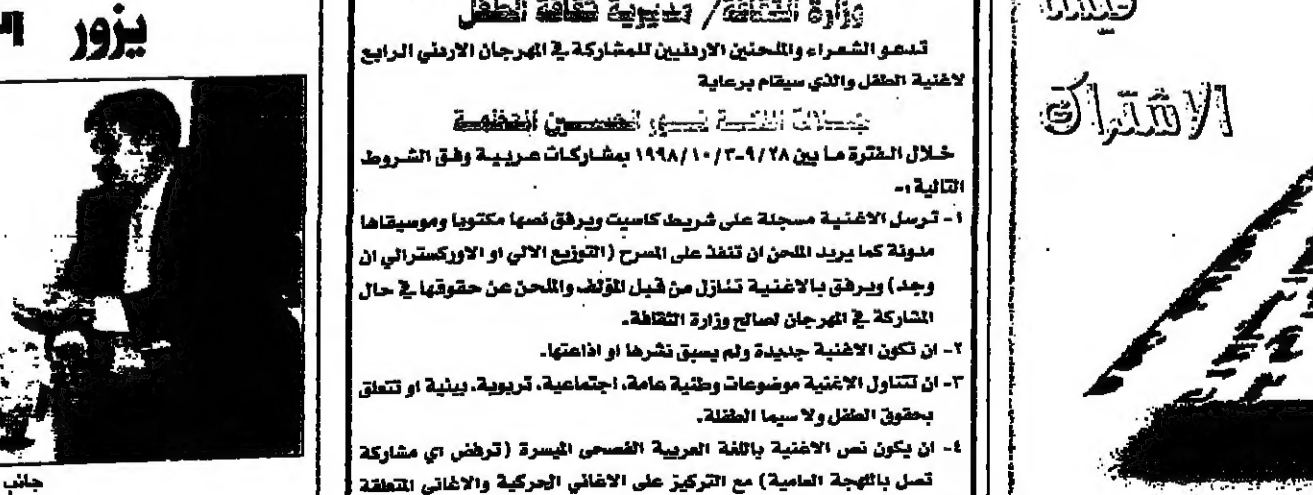 وزارة الثقافة/ مديرية ثقافة الطفل
تدعو الشعراء والملحنين الاردنيين للمشاركة في المهرجان الاردني الرابع
لاغنية الطفل والذي سيقام برعاية
جـلالة الملكـة نـور الحسـين المعظمـة
خلال الفترة ما بين ٩/٢٨-١٩٩٨/١٠/٣ بمشاركات عربية وفق الشروط
التالية :-
١- ترسل الاغنية مسجلة على شريط كاسيت ويرفق نصها مكتوبا وموسيقاها
مدونة كما يريد الملحن ان تنفذ على المسرح (التوزيع الالي او الاوركسترالي ان
وجد) ويرفق بالاغنية تنازل من قبل المؤلف والملحن عن حقوقها في حال
المشاركة في المهرجان لصالح وزارة الثقافة.
٢- ان تكون الاغنية جديدة ولم يسبق نشرها او اذاعتها.
٣- ان تتناول الاغنية موضوعات وطنية عامة، اجتماعية، تربوية، بيئية او تتعلق
بحقوق الطفل ولا سيما الطفلة.
٤- ان يكون نص الاغنية باللغة العربية الفصحى الميسرة (ترفض اي مشاركة
تصل باللهجة العامية) مع التركيز على الاغاني الحركية والاغاني المتعلقة
يزور
جانب
الاشتراك